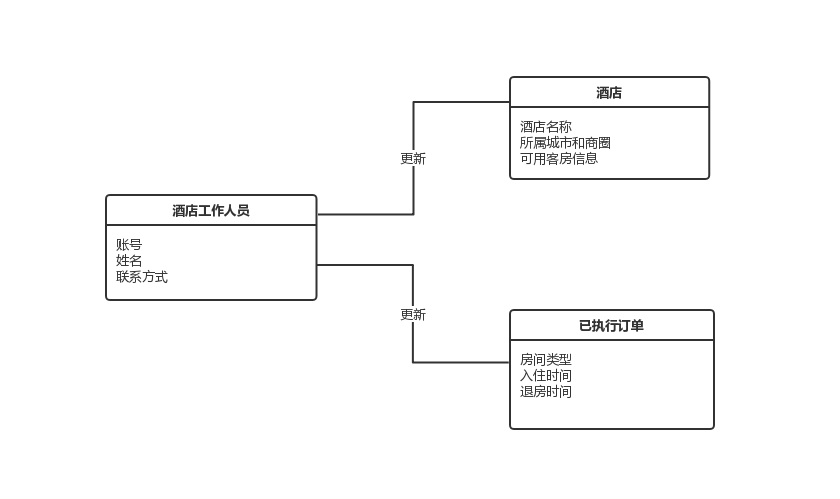 酒店
酒店名称
所属城市和商圈
可用客房信息
更新
酒店工作人员
账号
姓名
联系方式
更新
已执行订单
房间类型
入住时间
退房时间